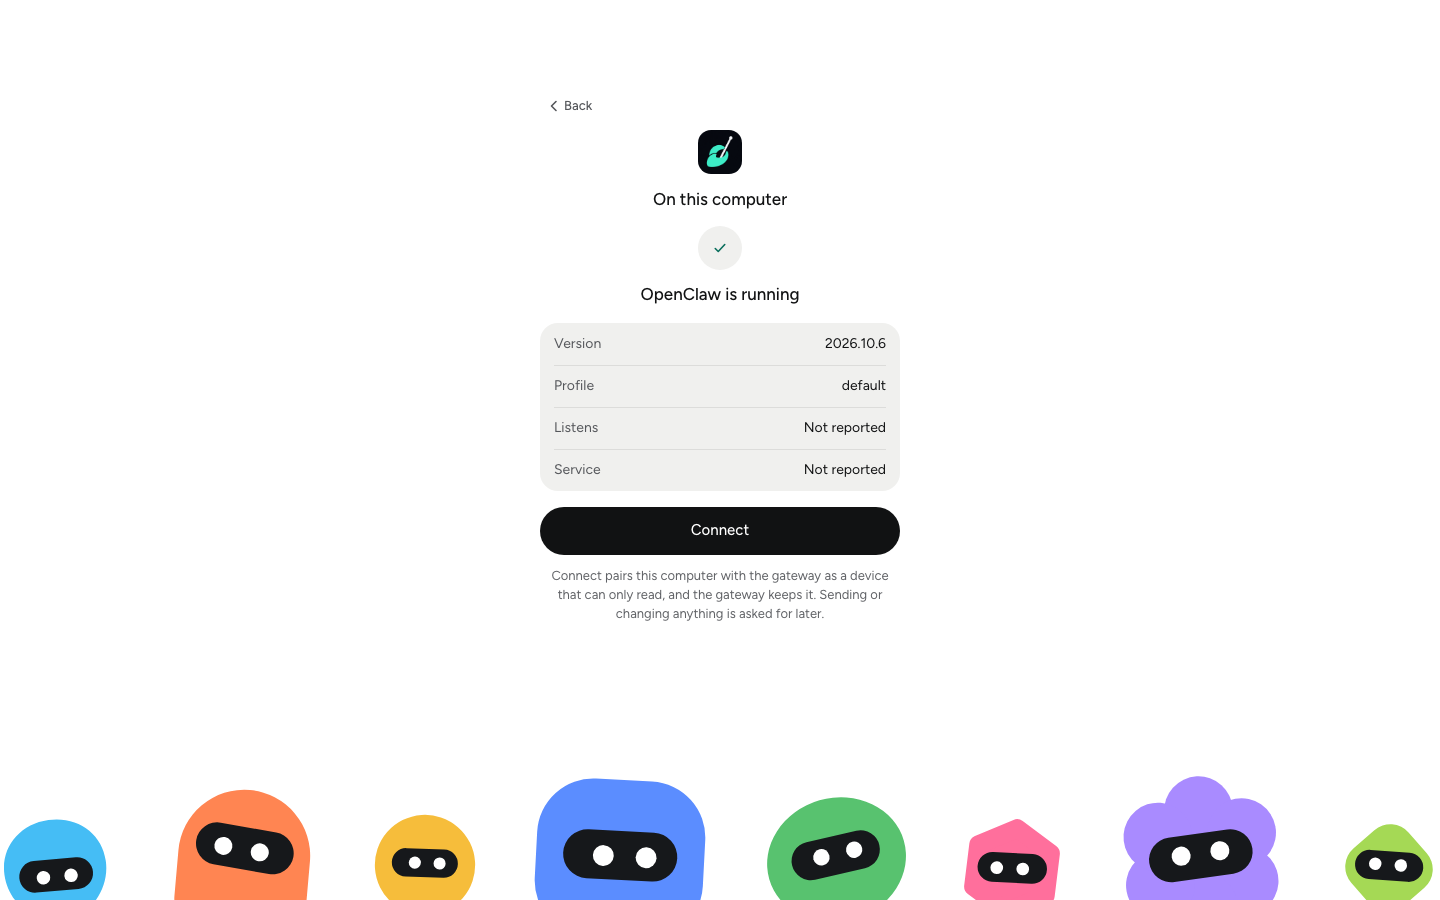 Back
On this computer
OpenClaw is running
Version 2026.10.6
Profile default
Listens Not reported
Service Not reported
Connect
Connect pairs this computer with the gateway as a device
that can only read, and the gateway keeps it. Sending or
changing anything is asked for later.